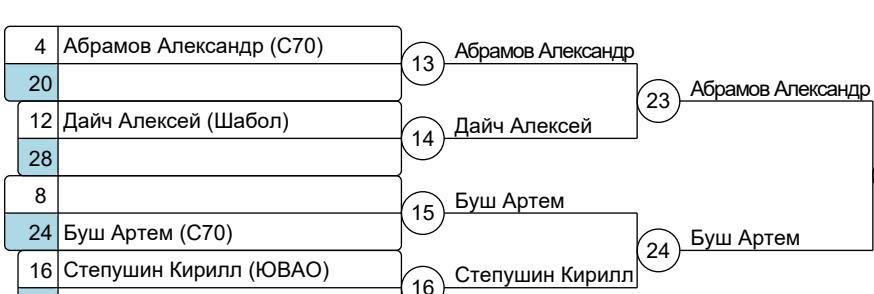 4 Абрамов Александр (С70)
20
13
Абрамов Александр
12 Дайч Алексей (Шабол)
28
14
Дайч Алексей
23
Абрамов Александр
8
24 Буш Артем (С70)
15
Буш Артем
16 Степушин Кирилл (ЮВАО)
16
Степушин Кирилл
24
Буш Артем